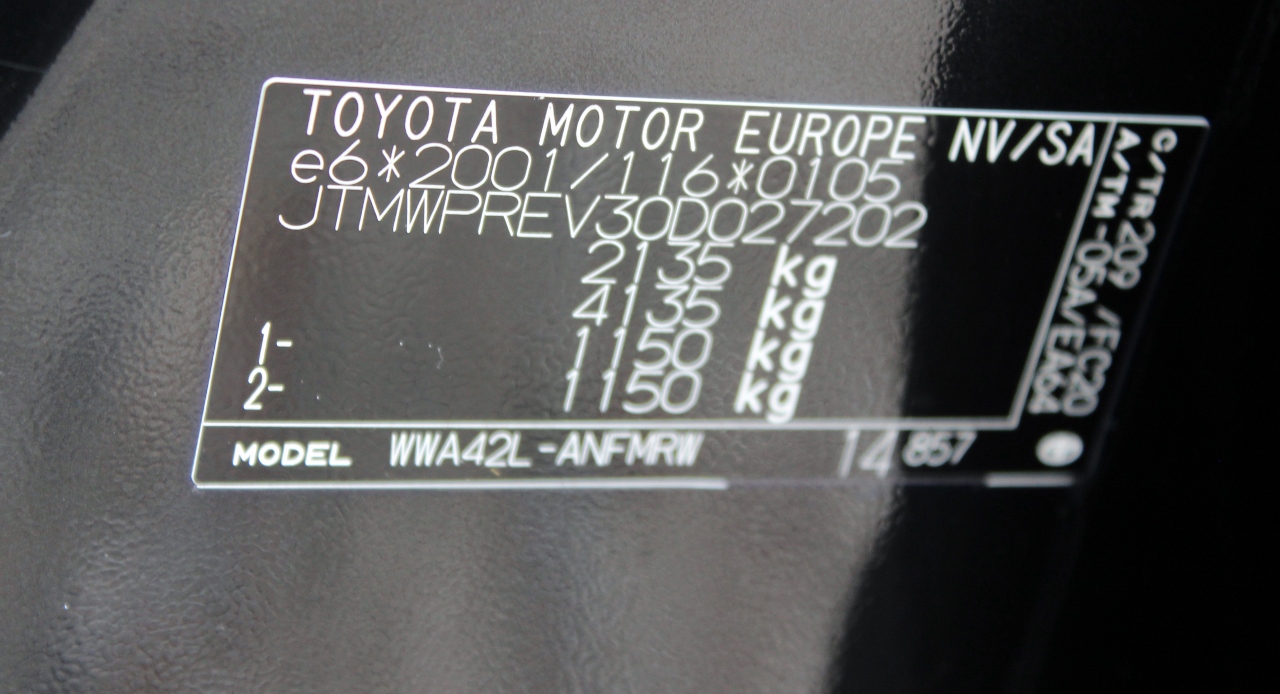 TOYOTA MOTOR EUROPE NV/SA
e6*2001/116*0105
JTMWPREV30D027202
2135 kg
4135 kg
1- 1150 kg
2- 1150 kg
MODEL WWA42L-ANFMRW 14 857
C/TR 209 /FC20
A/TM -05A/EA64